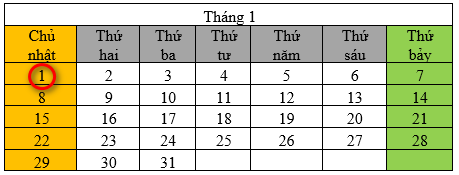 Tháng 1
Chủ nhật Thứ hai Thứ ba Thứ tư Thứ năm Thứ sáu Thứ bảy
1 2 3 4 5 6 7
8 9 10 11 12 13 14
15 16 17 18 19 20 21
22 23 24 25 26 27 28
29 30 31